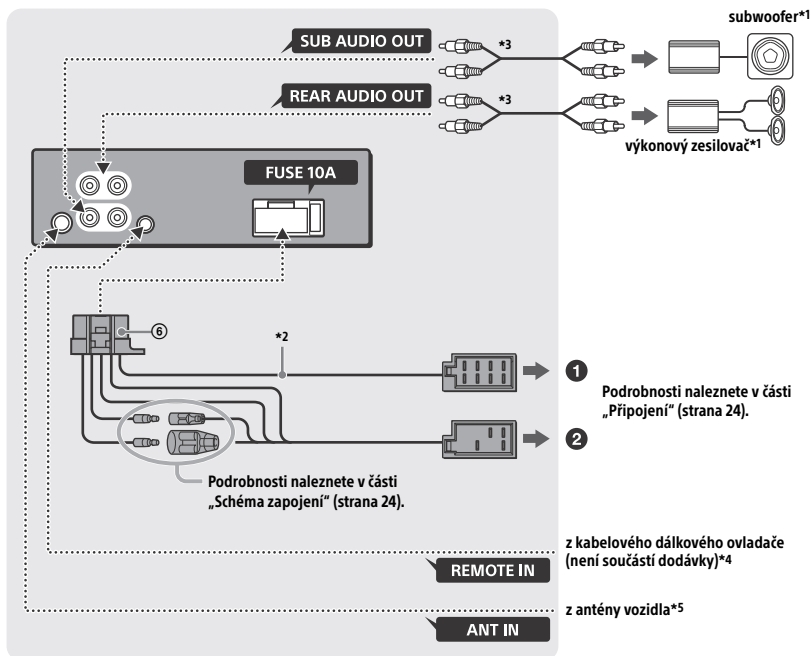 subwoofer*1
SUB AUDIO OUT
*3
REAR AUDIO OUT
*3
výkonový zesilovač*1
FUSE 10A
⑥
*2
❶
Podrobnosti naleznete v části
„Připojení“ (strana 24).
❷
Podrobnosti naleznete v části
„Schéma zapojení“ (strana 24).
z kabelového dálkového ovladače
(není součástí dodávky)*4
REMOTE IN
z antény vozidla*5
ANT IN